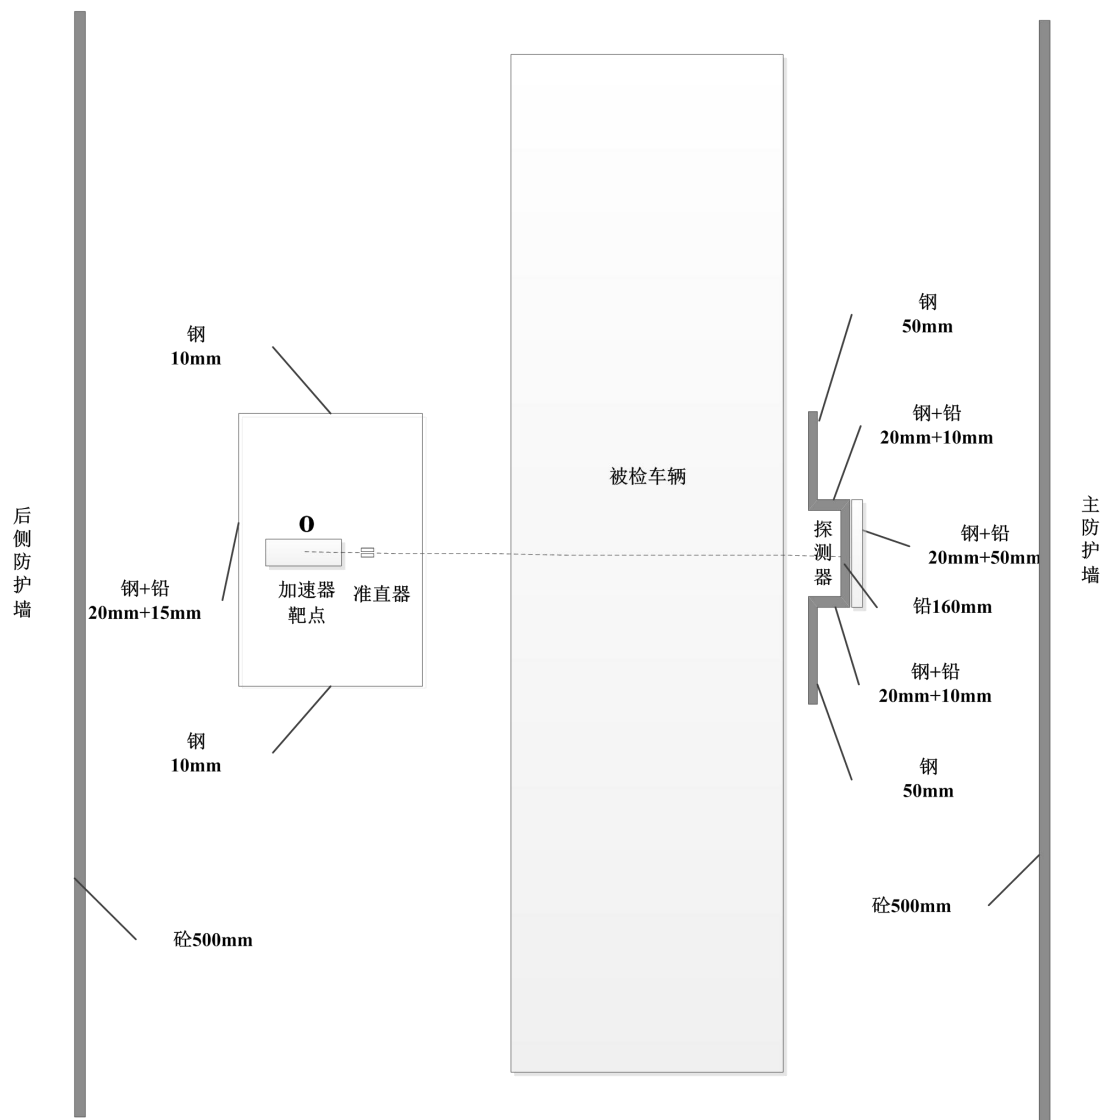 钢
10mm
后侧防护墙
钢+铅
20mm+15mm
O
加速器
靶点
准直器
钢
10mm
砼500mm
被检车辆
钢
50mm
钢+铅
20mm+10mm
探测器
钢+铅
20mm+50mm
铅160mm
钢+铅
20mm+10mm
钢
50mm
主防护墙
砼500mm